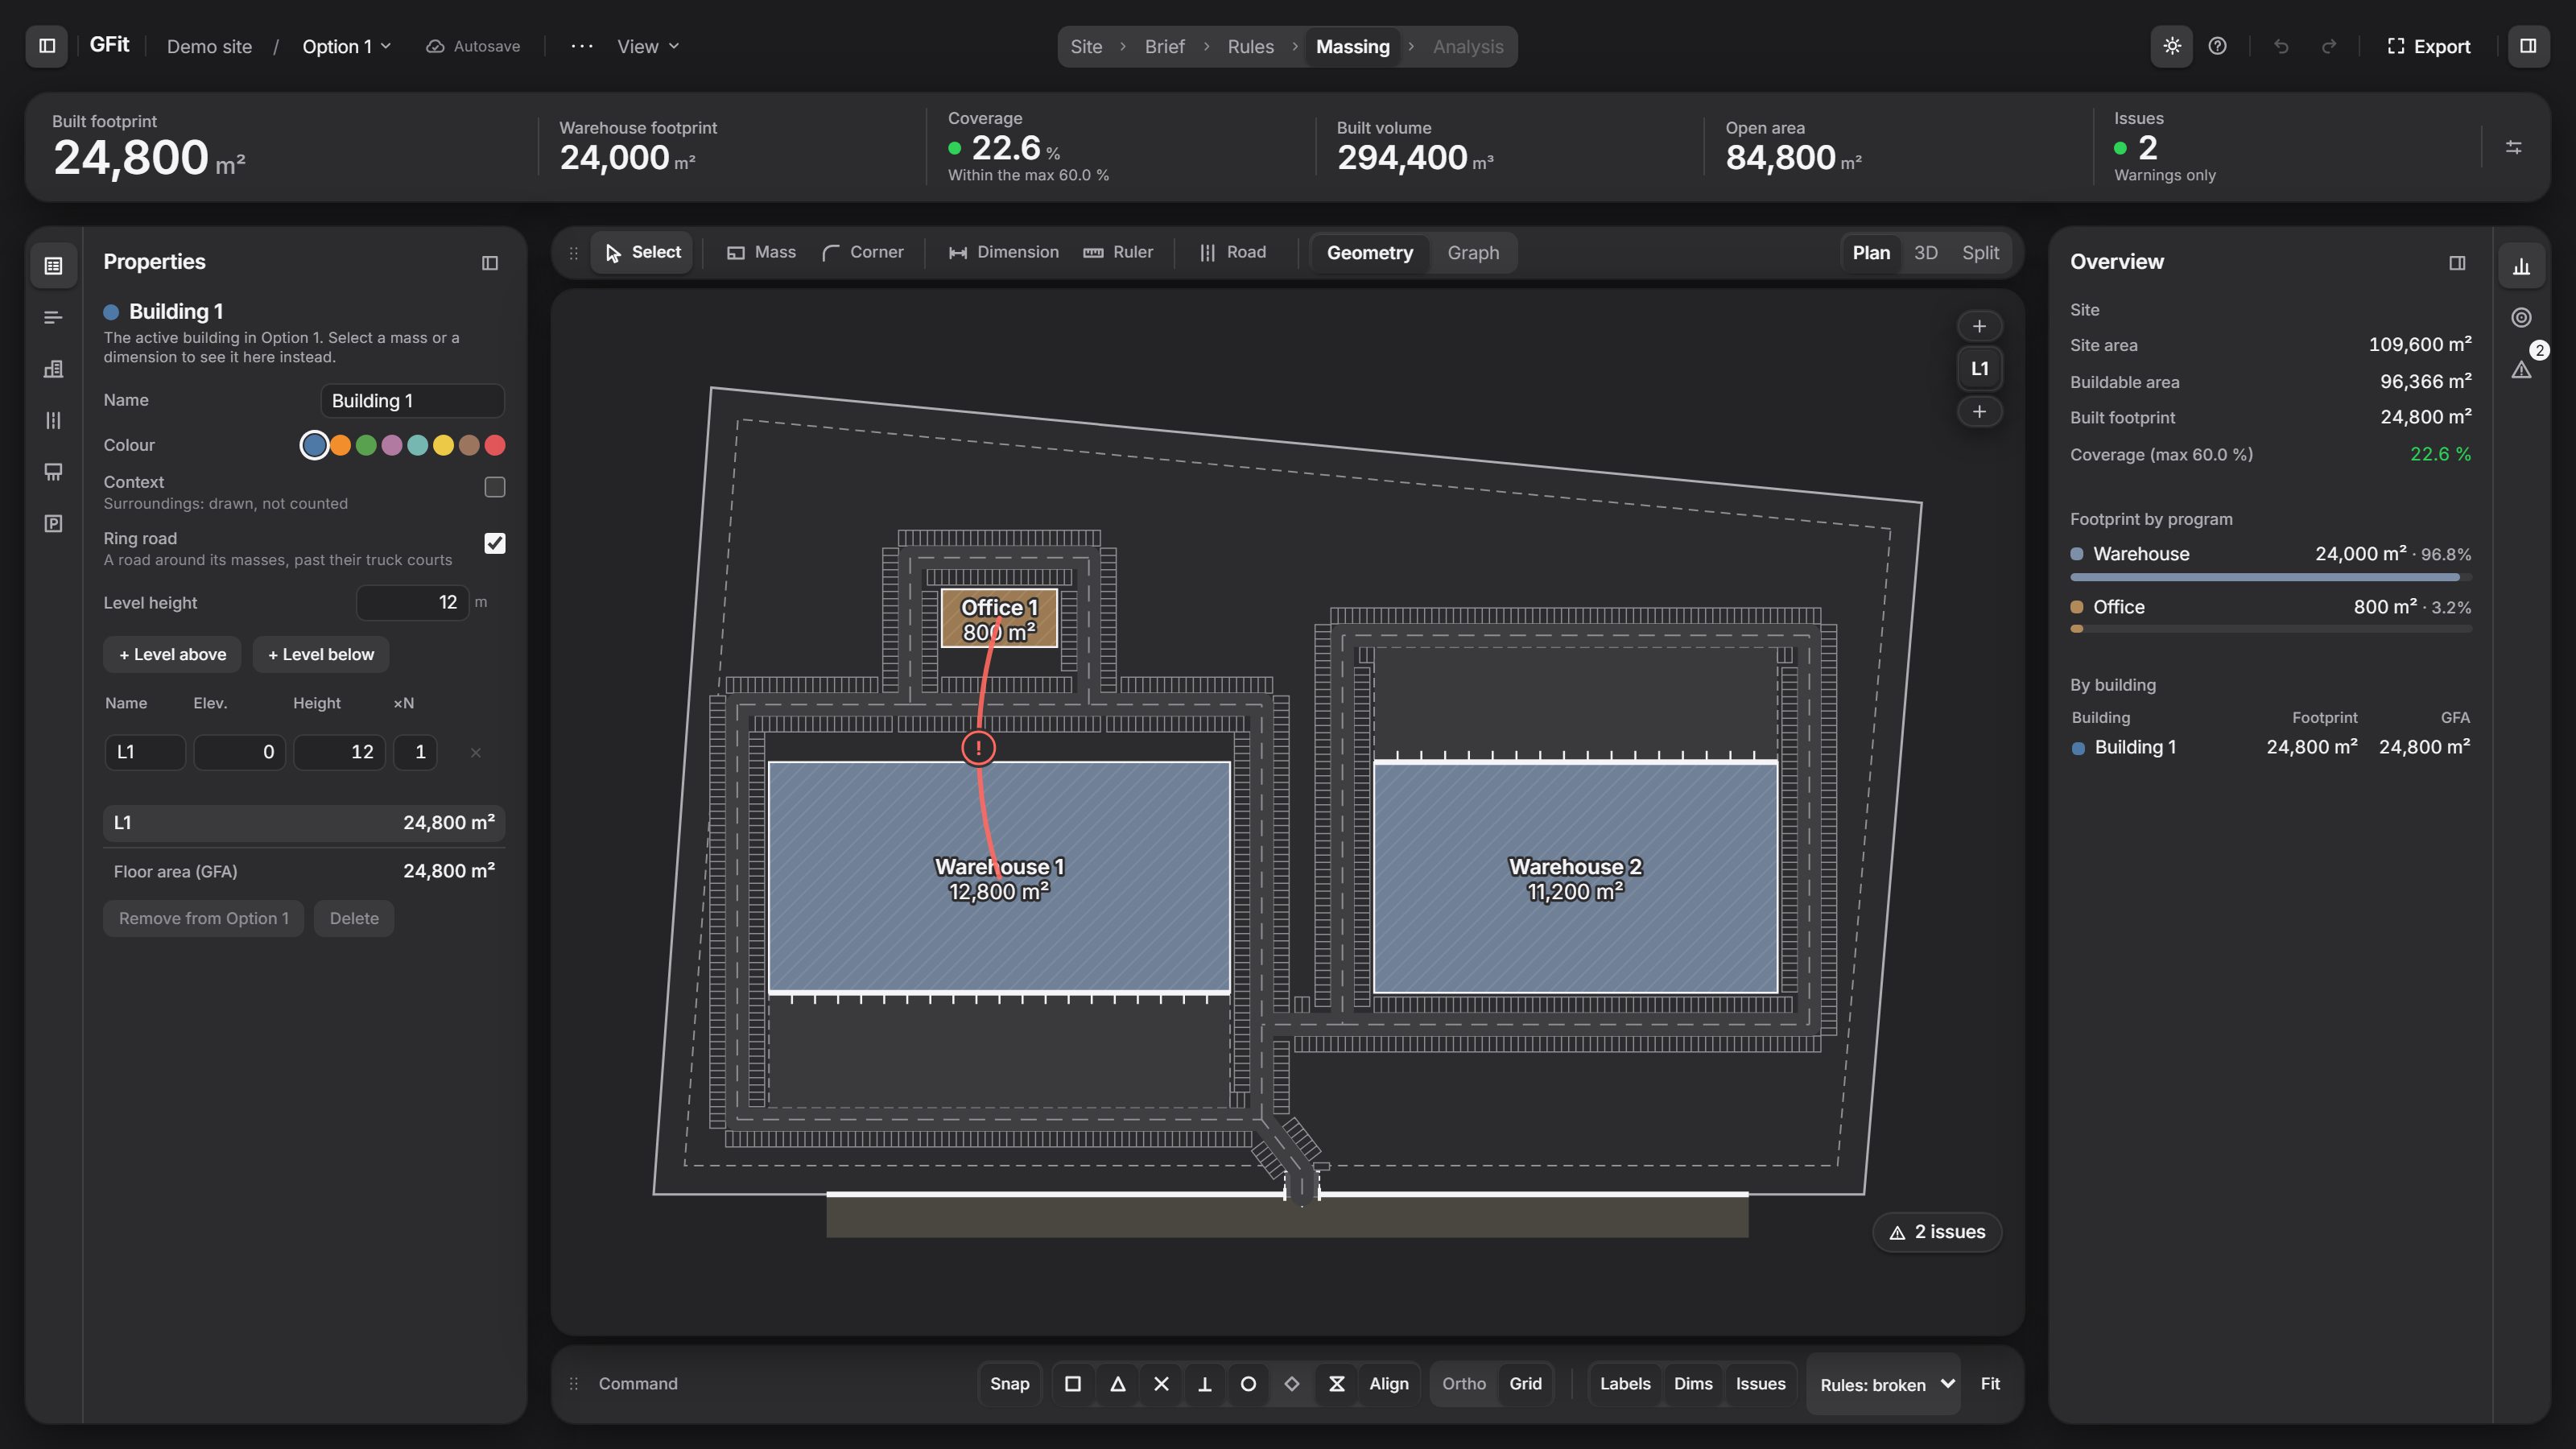 GFit
Demo site / Option 1
Autosave
View
Site
Brief
Rules
Massing
Analysis
Export
Built footprint
24,800 m²
Warehouse footprint
24,000 m²
Coverage
22.6 %
Within the max 60.0 %
Built volume
294,400 m³
Open area
84,800 m²
Issues
2
Warnings only
Properties
Building 1
The active building in Option 1. Select a mass or a
dimension to see it here instead.
Name
Building 1
Colour
Context
Surroundings: drawn, not counted
Ring road
A road around its masses, past their truck courts
Level height
12 m
+ Level above
+ Level below
Name Elev. Height ×N
L1 0 12 1 ×
L1 24,800 m²
Floor area (GFA) 24,800 m²
Remove from Option 1
Delete
Select
Mass
Corner
Dimension
Ruler
Road
Geometry
Graph
Plan
3D
Split
+
L1
+
Office 1
800 m²
!
Warehouse 1
12,800 m²
Warehouse 2
11,200 m²
2 issues
Command
Snap
Align
Ortho
Grid
Labels
Dims
Issues
Rules: broken
Fit
Overview
Site
Site area 109,600 m²
Buildable area 96,366 m²
Built footprint 24,800 m²
Coverage (max 60.0 %) 22.6 %
Footprint by program
Warehouse 24,000 m² · 96.8%
Office 800 m² · 3.2%
By building
Building Footprint GFA
Building 1 24,800 m² 24,800 m²
2
P